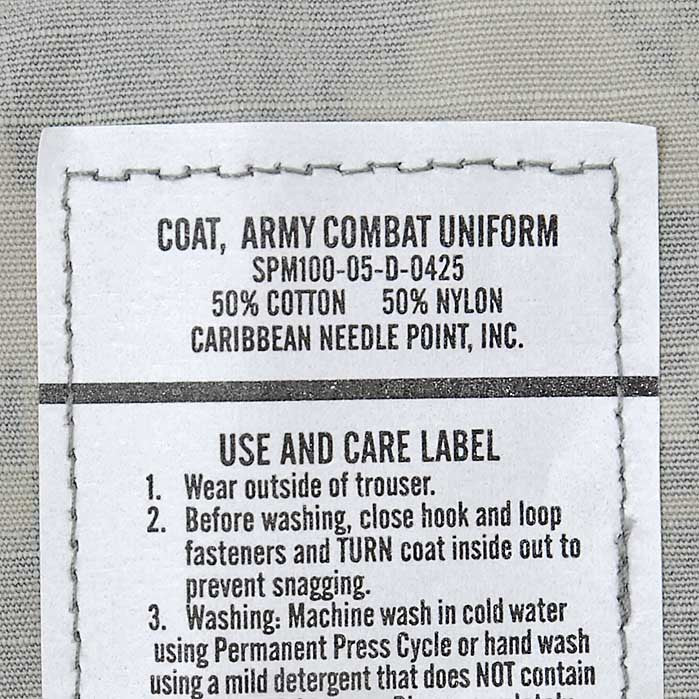 COAT, ARMY COMBAT UNIFORM
SPM100-05-D-0425
50% COTTON 50% NYLON
CARIBBEAN NEEDLE POINT, INC.
USE AND CARE LABEL
1. Wear outside of trouser.
2. Before washing, close hook and loop
fasteners and TURN coat inside out to
prevent snagging.
3. Washing: Machine wash in cold water
using Permanent Press Cycle or hand wash
using a mild detergent that does NOT contain